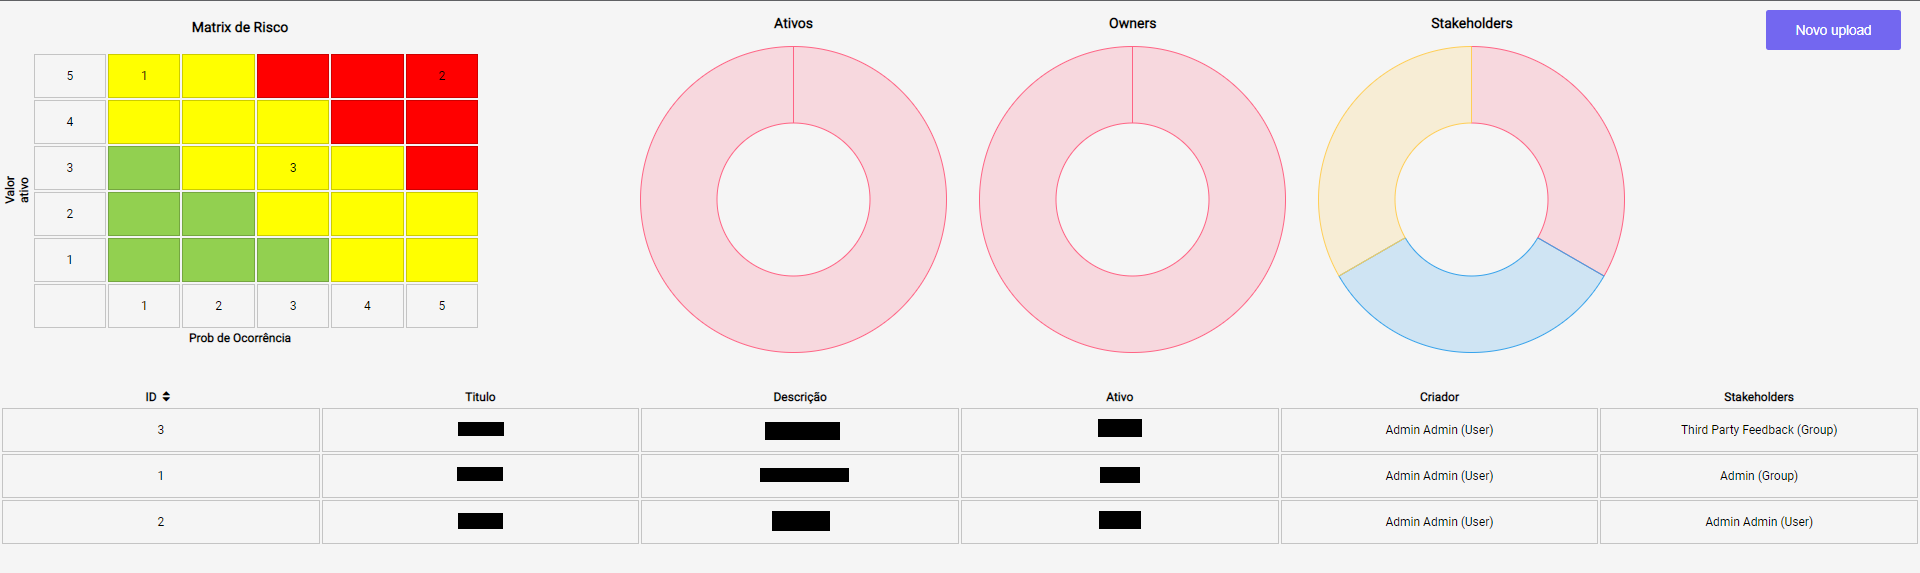 Matrix de Risco
Ativos
Owners
Stakeholders
Novo upload
Valor
ativo
5 1 2
4
3 3
2
1
1 2 3 4 5
Prob de Ocorrência
ID Titulo Descrição Ativo Criador Stakeholders
3 Admin Admin (User) Third Party Feedback (Group)
1 Admin Admin (User) Admin (Group)
2 Admin Admin (User) Admin Admin (User)